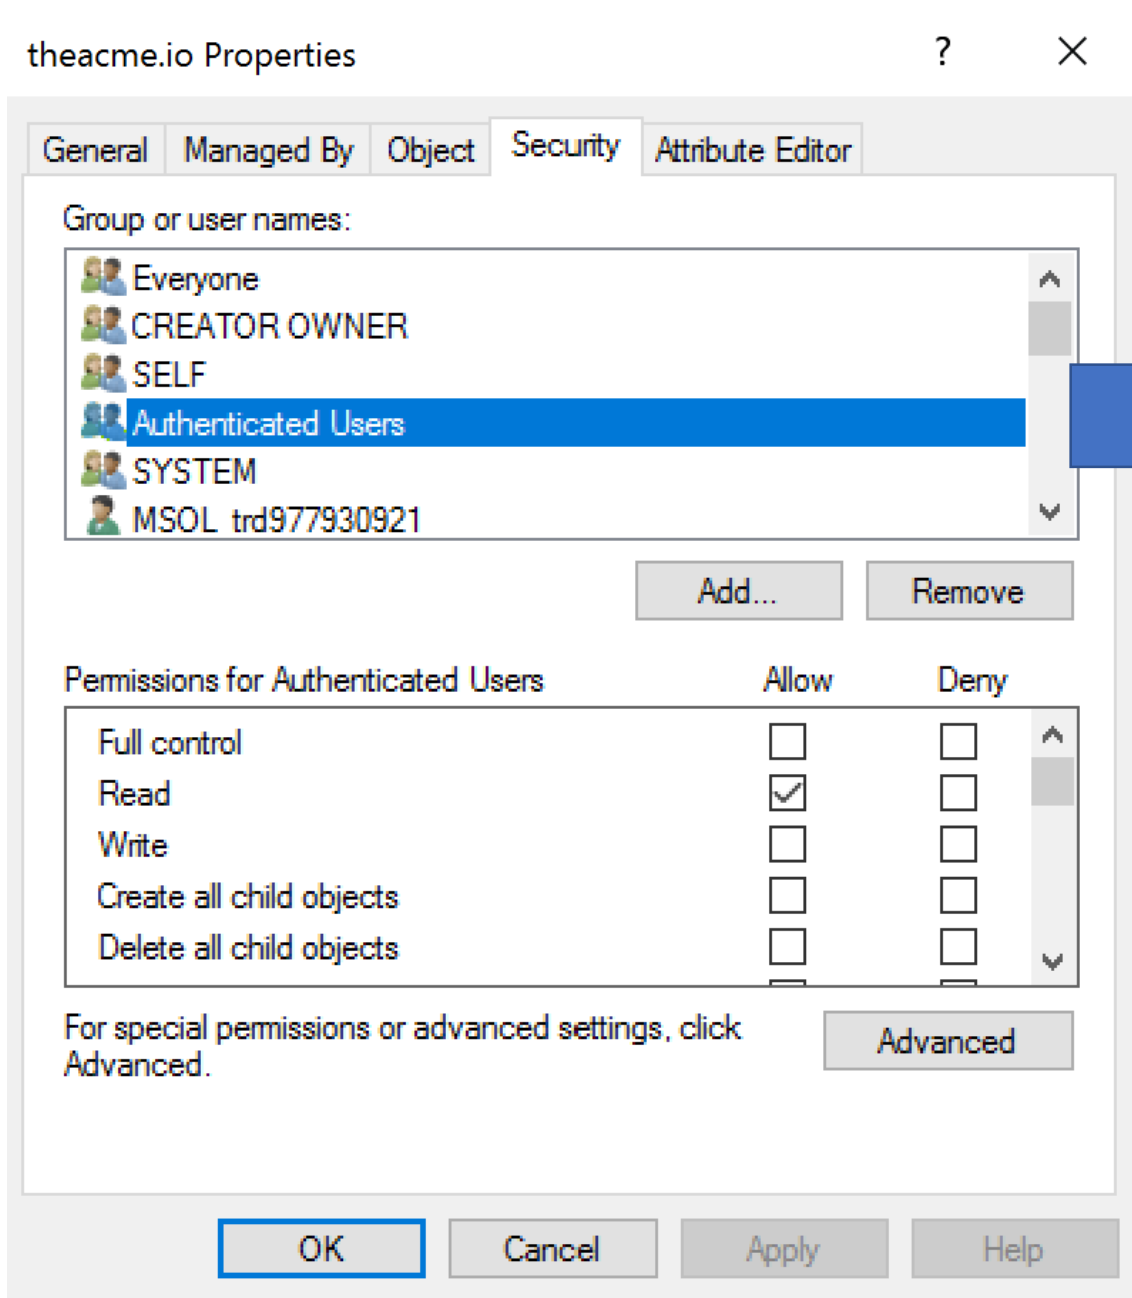 theacme.io Properties ?
General Managed By Object Security Attribute Editor
Group or user names:
Everyone
CREATOR OWNER
SELF
Authenticated Users
SYSTEM
MSOL_trd977930921
Add... Remove
Permissions for Authenticated Users Allow Deny
Full control
Read
Write
Create all child objects
Delete all child objects
For special permissions or advanced settings, click
Advanced.
Advanced
OK Cancel Apply Help